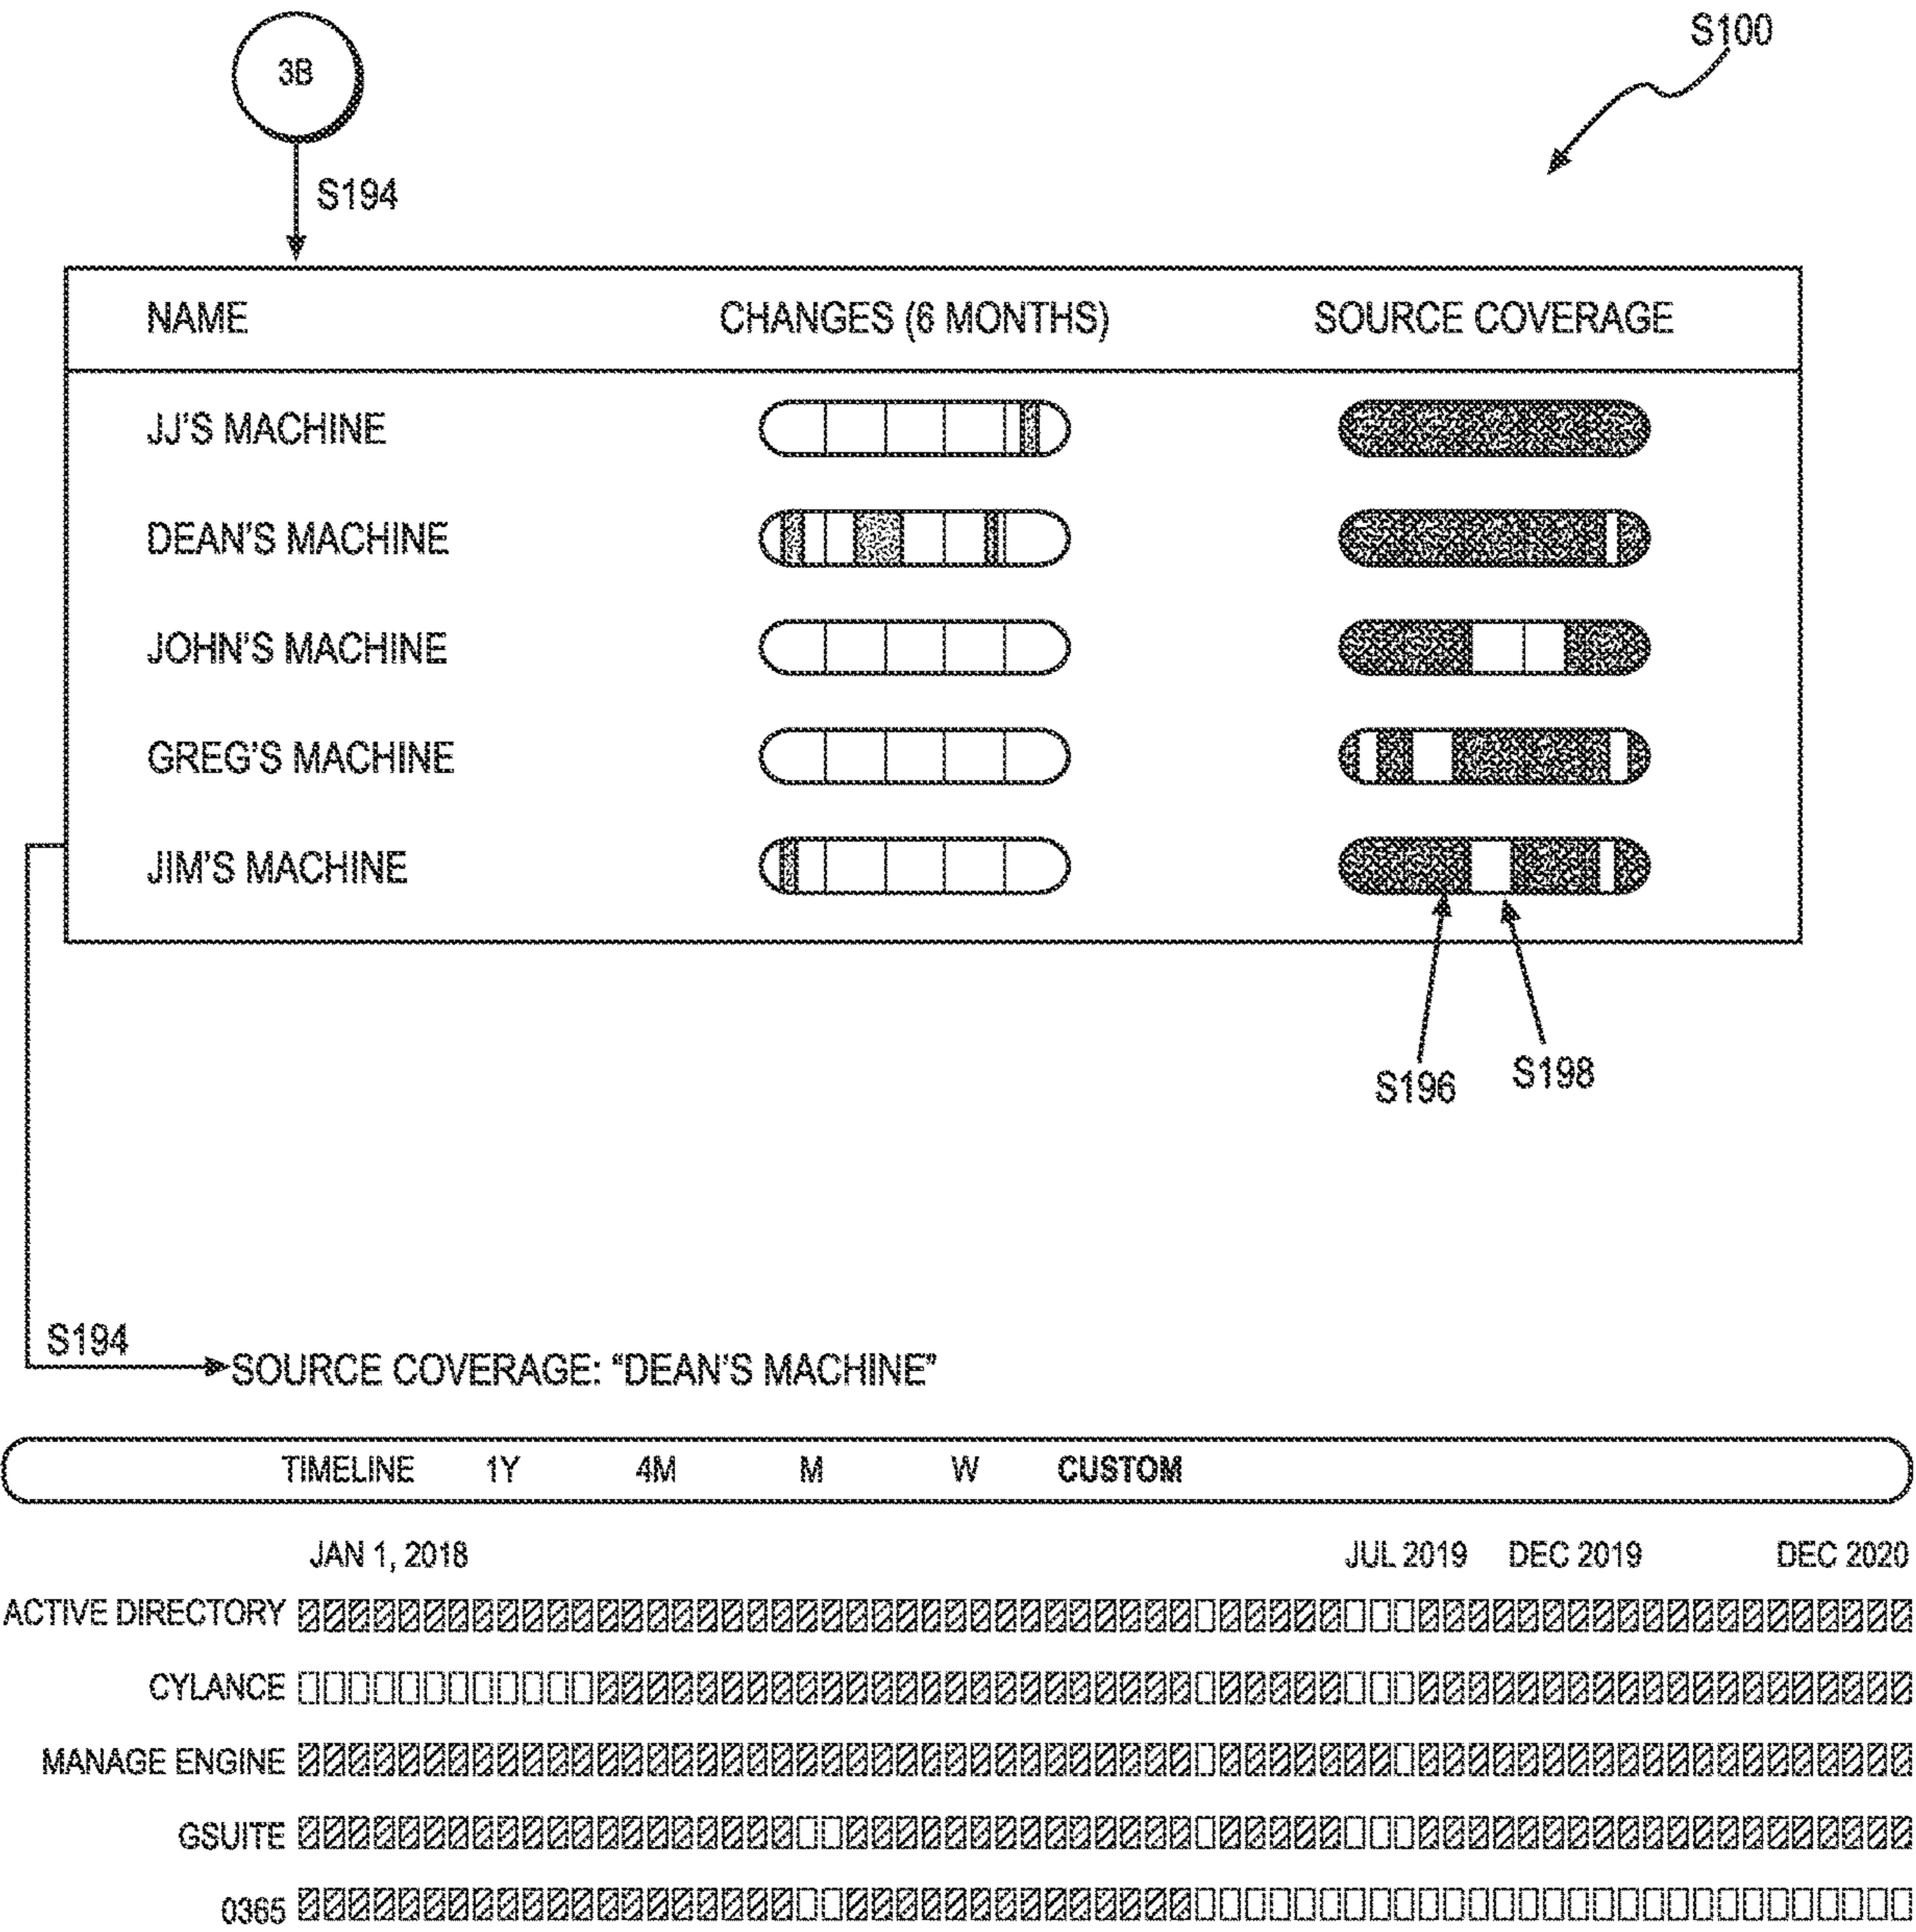 3B
S100
S194
NAME CHANGES (6 MONTHS) SOURCE COVERAGE
JJ'S MACHINE
DEAN'S MACHINE
JOHN'S MACHINE
GREG'S MACHINE
JIM'S MACHINE
S196 S198
S194
SOURCE COVERAGE: “DEAN'S MACHINE”
TIMELINE 1Y 4M M W CUSTOM
JAN 1, 2018 JUL 2019 DEC 2019 DEC 2020
ACTIVE DIRECTORY
CYLANCE
MANAGE ENGINE
GSUITE
0365